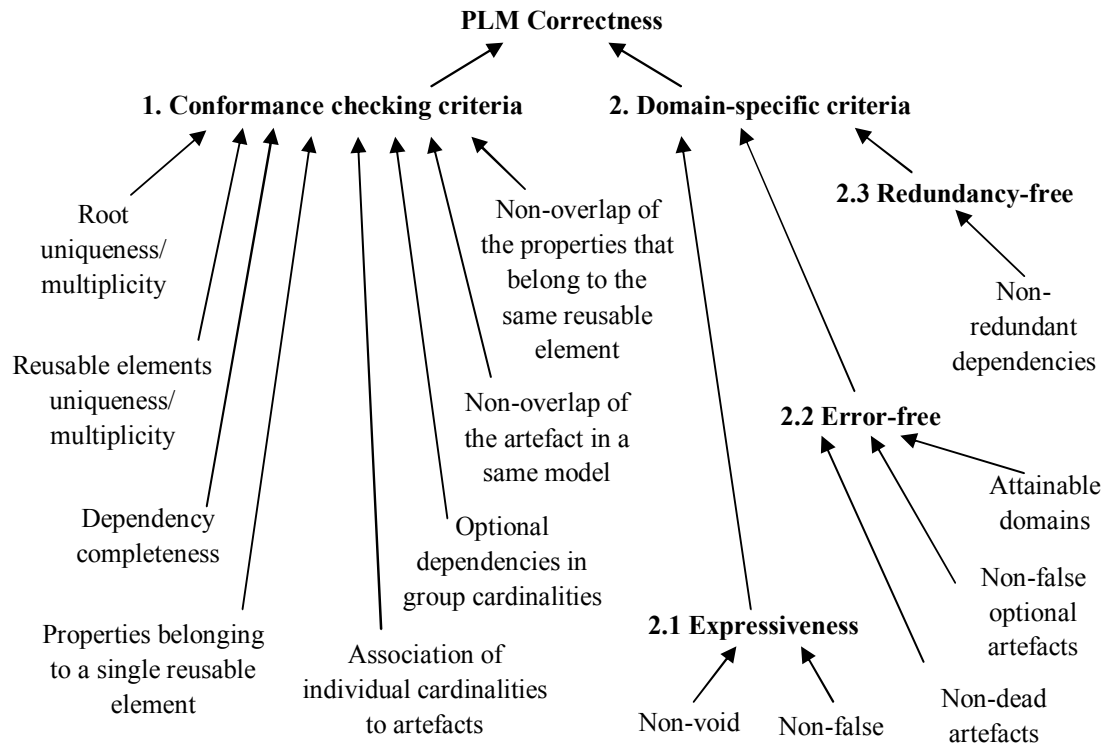 PLM Correctness
1. Conformance checking criteria
2. Domain-specific criteria
Root
uniqueness/
multiplicity
Reusable elements
uniqueness/
multiplicity
Dependency
completeness
Properties belonging
to a single reusable
element
Association of
individual cardinalities
to artefacts
Optional
dependencies in
group cardinalities
Non-overlap of
the artefact in a
same model
Non-overlap of
the properties that
belong to the
same reusable
element
2.1 Expressiveness
Non-void
Non-false
2.2 Error-free
Non-dead
artefacts
Non-false
optional
artefacts
Attainable
domains
2.3 Redundancy-free
Non-
redundant
dependencies